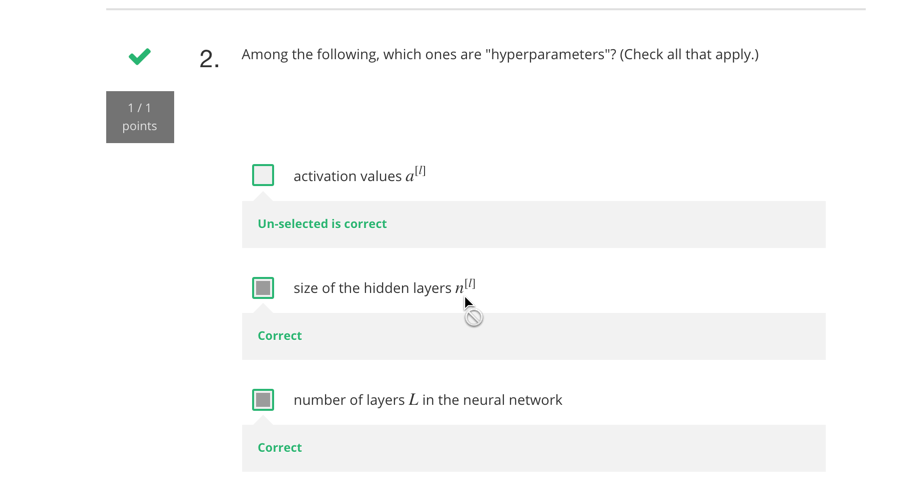 2. Among the following, which ones are "hyperparameters"? (Check all that apply.)
1 / 1
points
activation values a^[l]
Un-selected is correct
size of the hidden layers n^[l]
Correct
number of layers L in the neural network
Correct